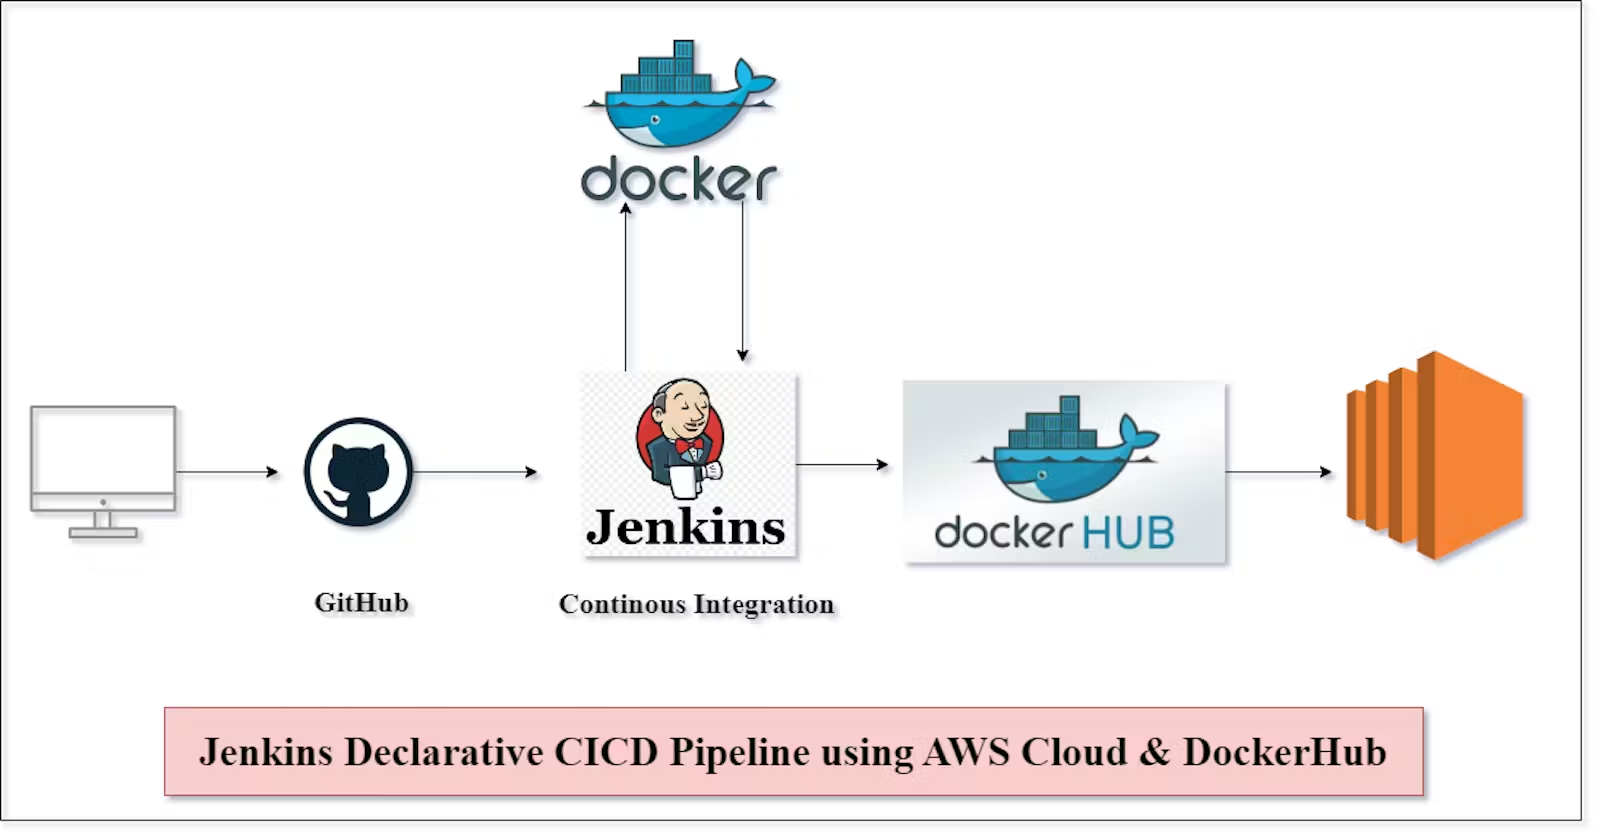 docker
Jenkins
docker HUB
GitHub
Continous Integration
Jenkins Declarative CICD Pipeline using AWS Cloud & DockerHub